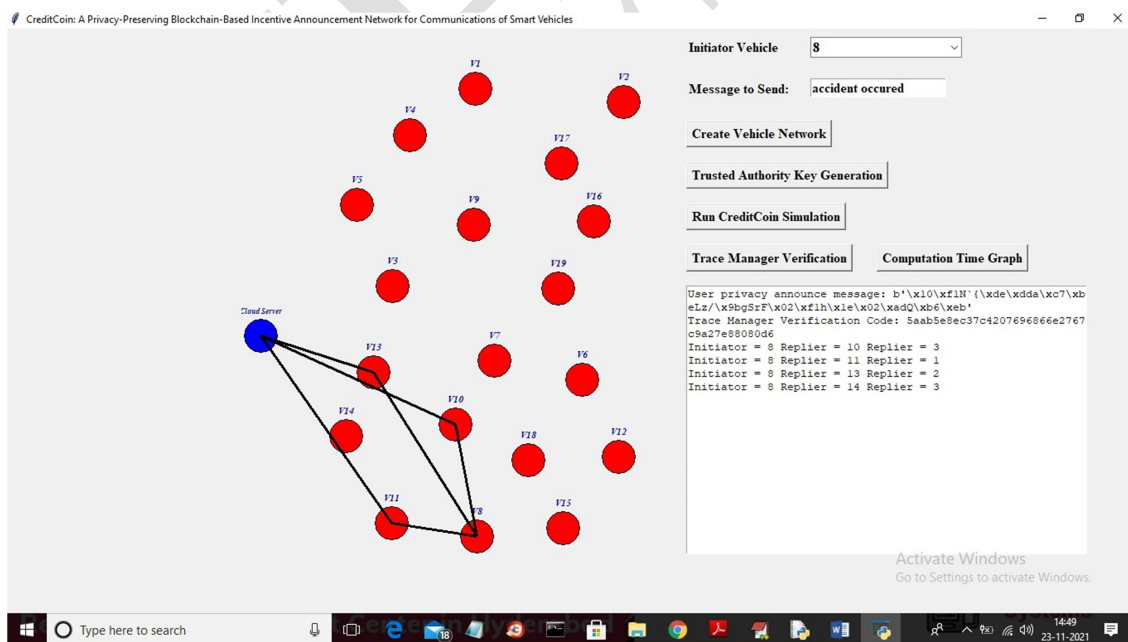 CreditCoin: A Privacy-Preserving Blockchain-Based Incentive Announcement Network for Communications of Smart Vehicles
Initiator Vehicle 8
Message to Send: accident occured
Create Vehicle Network
Trusted Authority Key Generation
Run CreditCoin Simulation
Trace Manager Verification Computation Time Graph
User privacy announce message: b'\x10\xf1N`{\xde\xdda\xc7\xb
eLz/\x9bgSrF\x02\xf1h\x1e\x02\xadQ\xb6\xeb'
Trace Manager Verification Code: 5aab5e8ec37c4207696866e2767
c9a27e88080d6
Initiator = 8 Replier = 10 Replier = 3
Initiator = 8 Replier = 11 Replier = 1
Initiator = 8 Replier = 13 Replier = 2
Initiator = 8 Replier = 14 Replier = 3
V1
V2
V4
V17
V5
V9
V16
V3
V19
Cloud Server
V13
V7
V6
V14
V10
V18
V12
V11
V8
V15
Activate Windows
Go to Settings to activate Windows.
Type here to search
18
14:49
23-11-2021